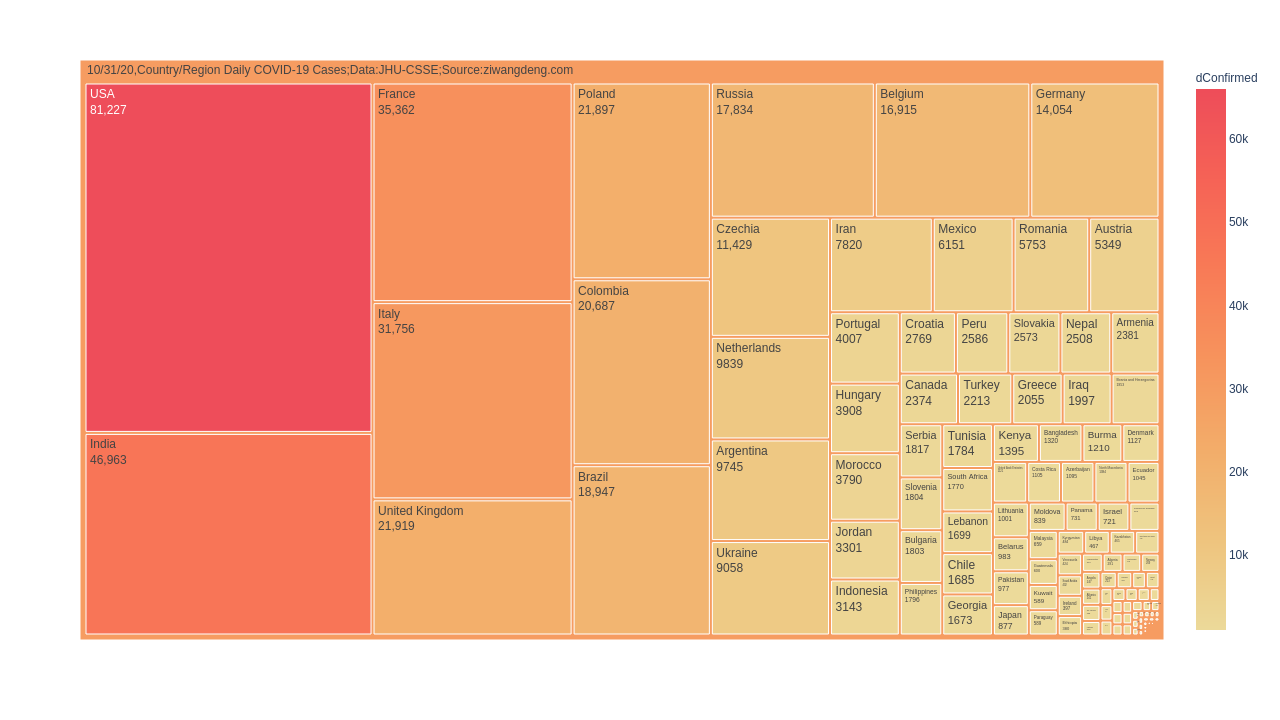 10/31/20,Country/Region Daily COVID-19 Cases;Data:JHU-CSSE;Source:ziwangdeng.com
USA
81,227
India
46,963
France
35,362
Italy
31,756
United Kingdom
21,919
Poland
21,897
Colombia
20,687
Brazil
18,947
Russia
17,834
Belgium
16,915
Germany
14,054
Czechia
11,429
Netherlands
9839
Argentina
9745
Ukraine
9058
Iran
7820
Mexico
6151
Romania
5753
Austria
5349
Portugal
4007
Hungary
3908
Morocco
3790
Jordan
3301
Indonesia
3143
Croatia
2769
Peru
2586
Slovakia
2573
Nepal
2508
Armenia
2381
Canada
2374
Turkey
2213
Greece
2055
Iraq
1997
Serbia
1817
Slovenia
1804
Bulgaria
1803
Philippines
1796
Tunisia
1784
South Africa
1770
Lebanon
1699
Chile
1685
Georgia
1673
Kenya
1395
Bangladesh
1320
Burma
1210
Denmark
1127
Costa Rica
1105
Azerbaijan
1095
Ecuador
1045
Lithuania
1001
Belarus
983
Pakistan
977
Japan
877
Moldova
839
Panama
731
Israel
721
Malaysia
659
Kuwait
589
Paraguay
Libya
Ireland
397
Ethiopia
dConfirmed
60k
50k
40k
30k
20k
10k